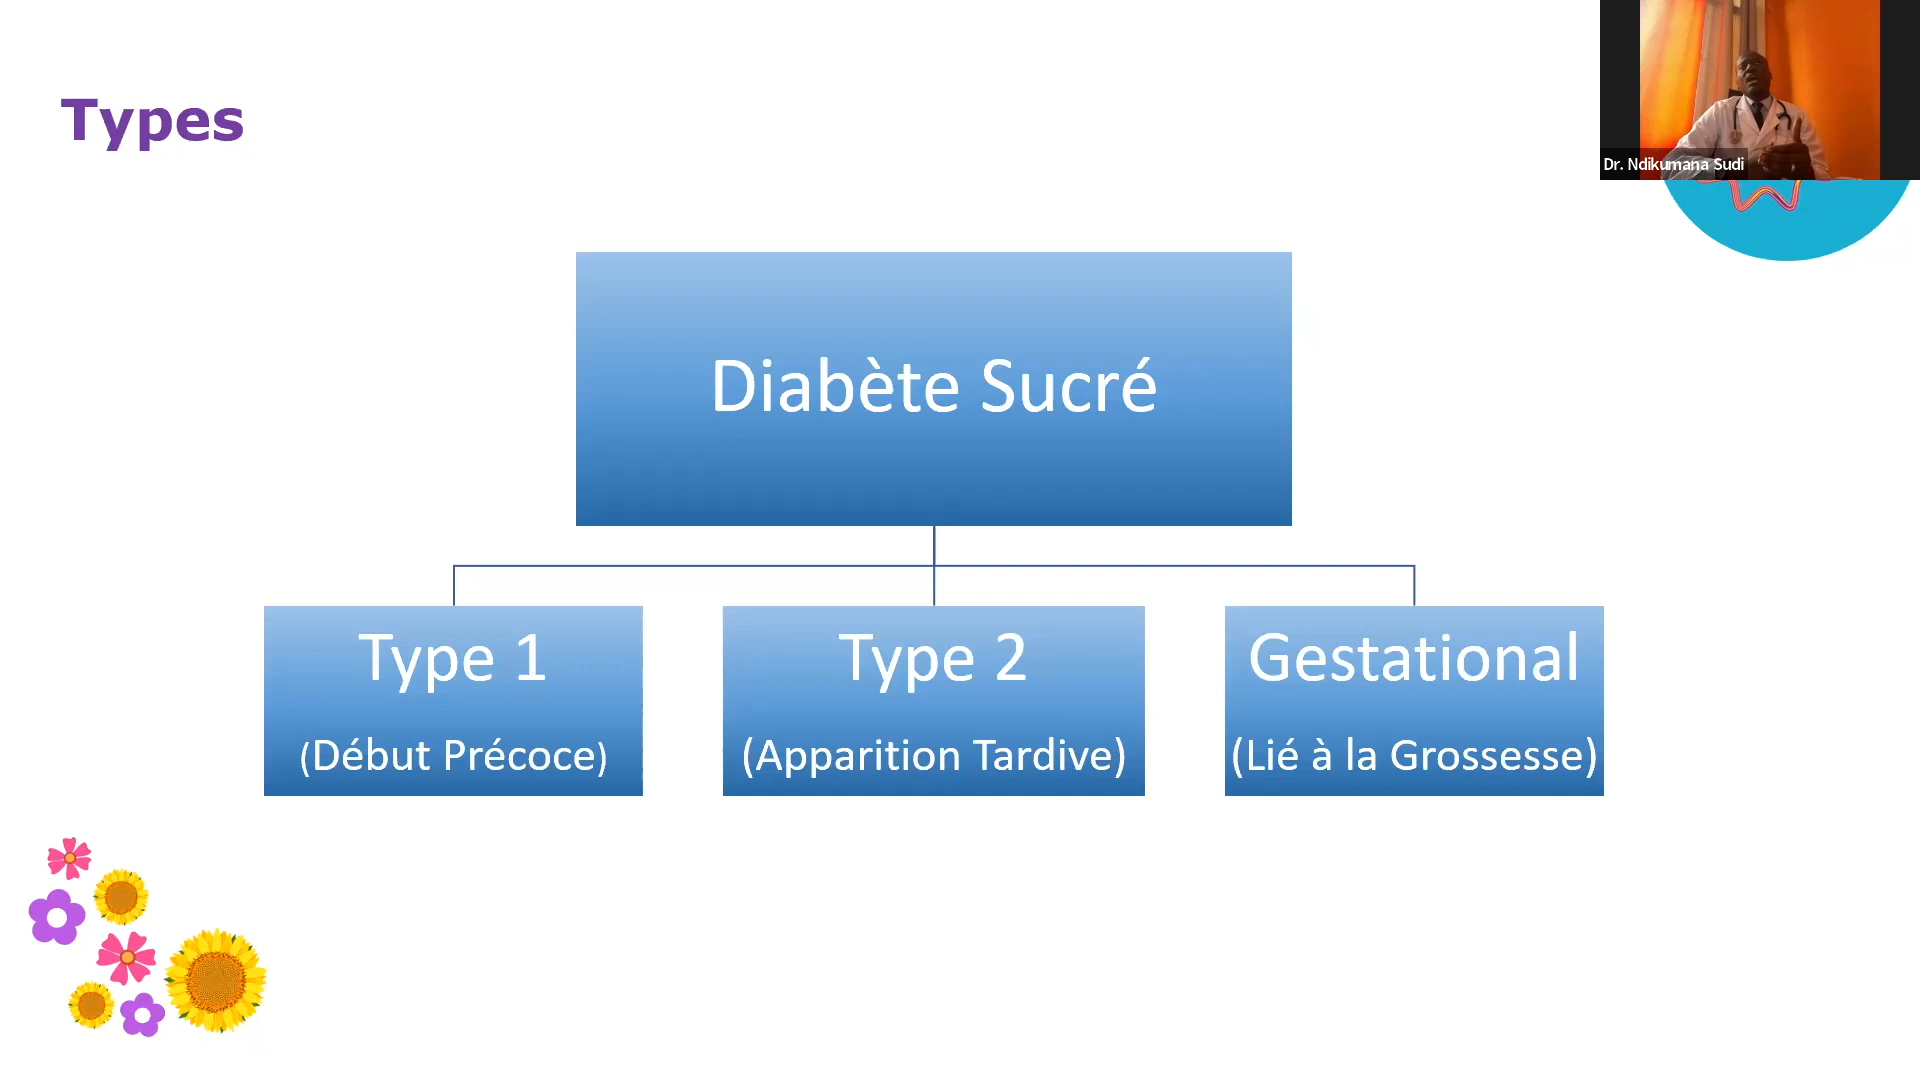 Types
Dr. Ndikumana Sudi
Diabète Sucré
Type 1
(Début Précoce)
Type 2
(Apparition Tardive)
Gestational
(Lié à la Grossesse)